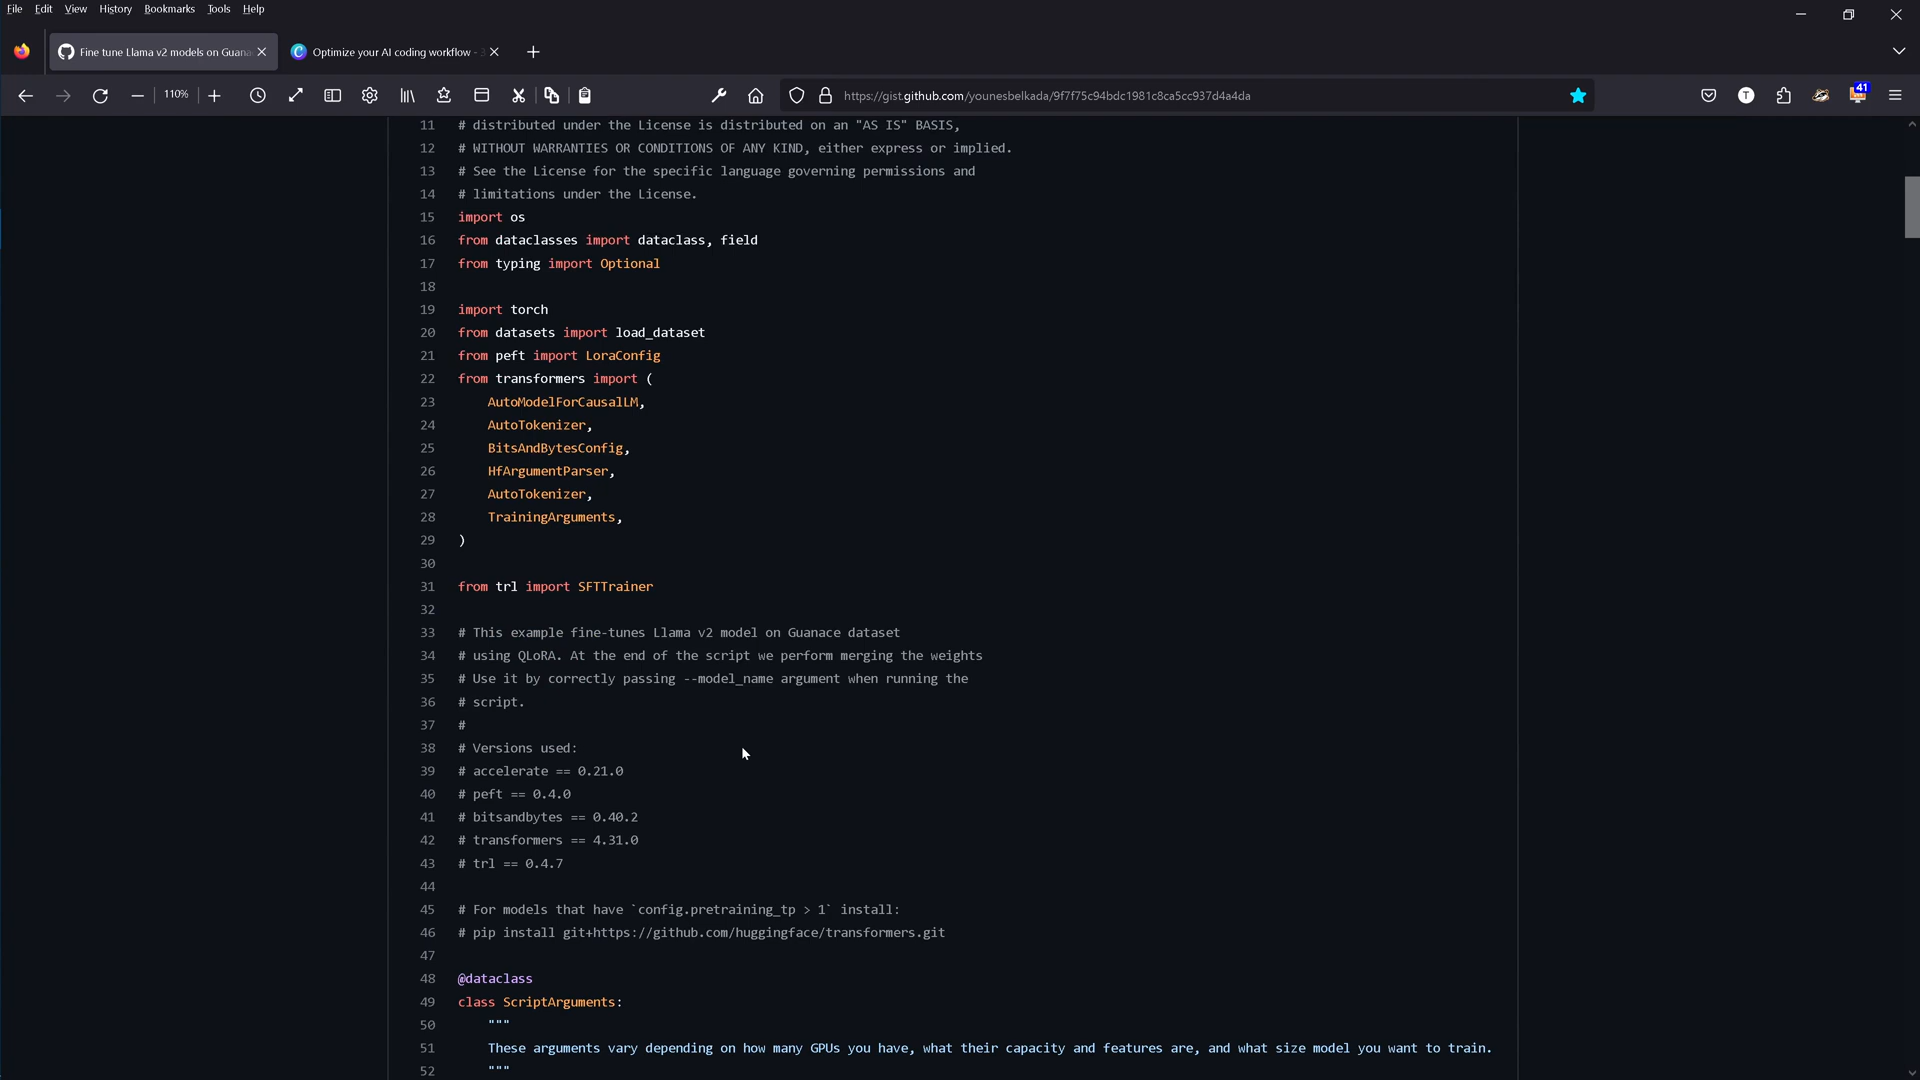 File Edit View History Bookmarks Tools Help
Fine tune Llama v2 models on Guana
Optimize your AI coding workflow -
110%
https://gist.github.com/younesbelkada/9f7f75c94bdc1981c8ca5cc937d4a4da
T
41
11 # distributed under the License is distributed on an "AS IS" BASIS,
12 # WITHOUT WARRANTIES OR CONDITIONS OF ANY KIND, either express or implied.
13 # See the License for the specific language governing permissions and
14 # limitations under the License.
15 import os
16 from dataclasses import dataclass, field
17 from typing import Optional
18
19 import torch
20 from datasets import load_dataset
21 from peft import LoraConfig
22 from transformers import (
23 AutoModelForCausalLM,
24 AutoTokenizer,
25 BitsAndBytesConfig,
26 HfArgumentParser,
27 AutoTokenizer,
28 TrainingArguments,
29 )
30
31 from trl import SFTTrainer
32
33 # This example fine-tunes Llama v2 model on Guanace dataset
34 # using QLoRA. At the end of the script we perform merging the weights
35 # Use it by correctly passing --model_name argument when running the
36 # script.
37 #
38 # Versions used:
39 # accelerate == 0.21.0
40 # peft == 0.4.0
41 # bitsandbytes == 0.40.2
42 # transformers == 4.31.0
43 # trl == 0.4.7
44
45 # For models that have `config.pretraining_tp > 1` install:
46 # pip install git+https://github.com/huggingface/transformers.git
47
48 @dataclass
49 class ScriptArguments:
50 """
51 These arguments vary depending on how many GPUs you have, what their capacity and features are, and what size model you want to train.
52 """